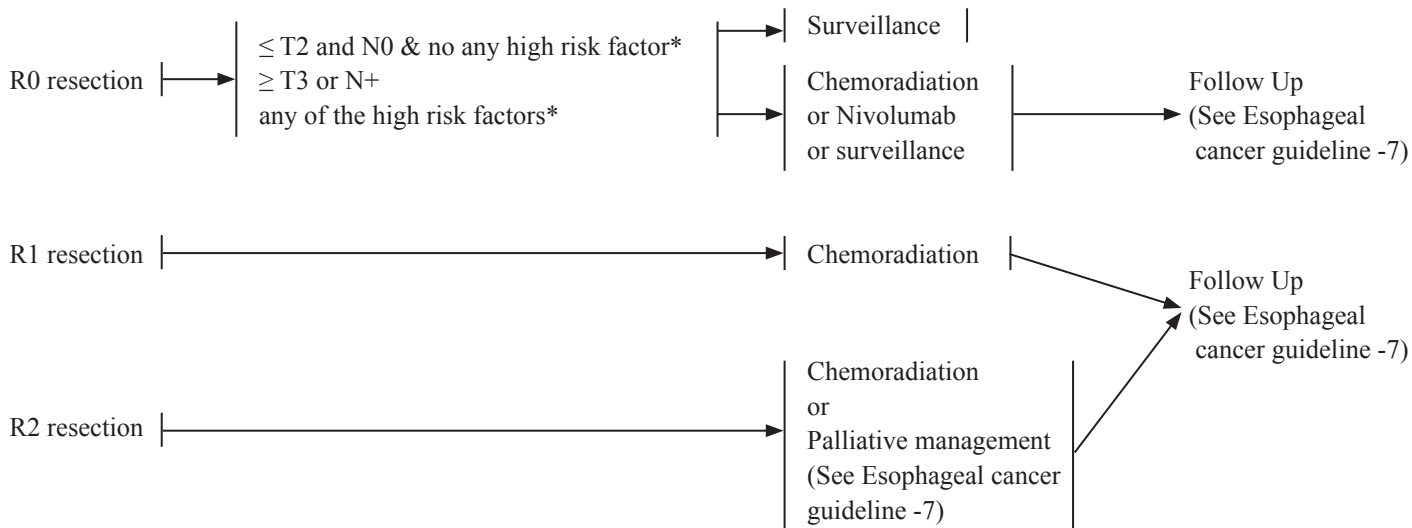 R0 resection
≤ T2 and N0 & no any high risk factor*
≥ T3 or N+
any of the high risk factors*
Surveillance
Chemoradiation
or Nivolumab
or surveillance
Follow Up
(See Esophageal
cancer guideline -7)
R1 resection
Chemoradiation
Follow Up
(See Esophageal
cancer guideline -7)
R2 resection
Chemoradiation
or
Palliative management
(See Esophageal cancer
guideline -7)